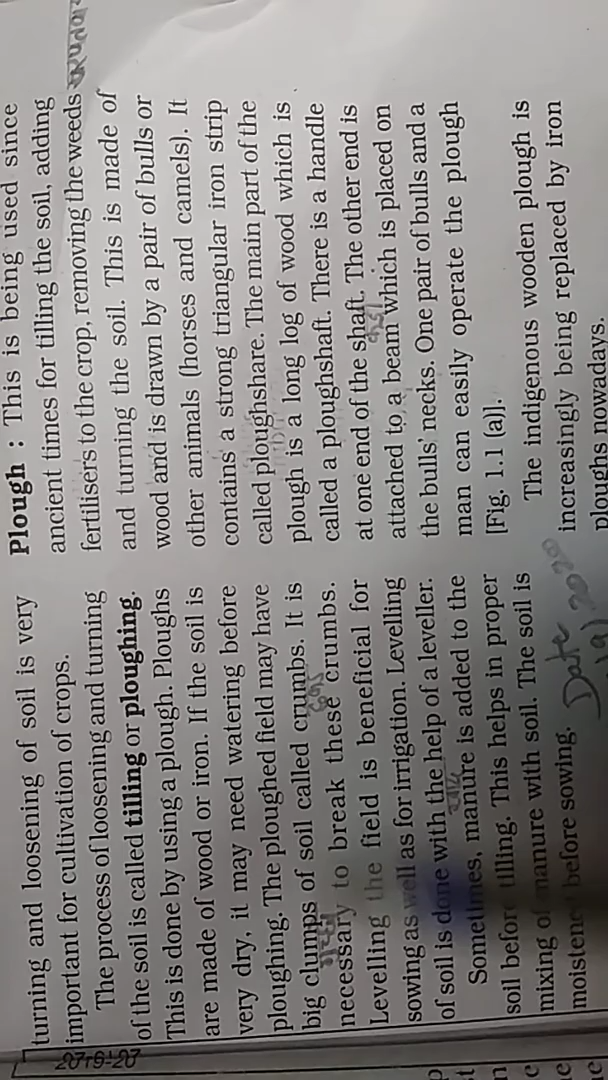 turning and loosening of soil is very
important for cultivation of crops.
The process of loosening and turning
of the soil is called tilling or ploughing.
This is done by using a plough. Ploughs
are made of wood or iron. If the soil is
very dry, it may need watering before
ploughing. The ploughed field may have
big clumps of soil called crumbs. It is
necessary to break these crumbs.
Levelling the field is beneficial for
sowing as well as for irrigation. Levelling
of soil is done with the help of a leveller.
Sometimes, manure is added to the
soil before tilling. This helps in proper
mixing of manure with soil. The soil is
moistened before sowing.
Date
2020
Plough : This is being used since
ancient times for tilling the soil, adding
fertilisers to the crop, removing the weeds
and turning the soil. This is made of
wood and is drawn by a pair of bulls or
other animals (horses and camels). It
contains a strong triangular iron strip
called ploughshare. The main part of the
plough is a long log of wood which is
called a ploughshaft. There is a handle
at one end of the shaft. The other end is
attached to a beam which is placed on
the bulls' necks. One pair of bulls and a
man can easily operate the plough
[Fig. 1.1 (a)].
The indigenous wooden plough is
increasingly being replaced by iron
ploughs nowadays.